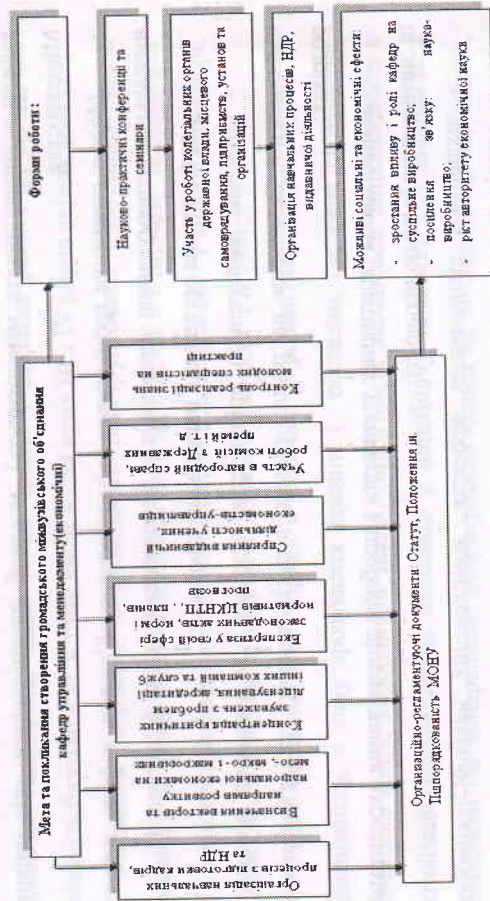 Мета та покликання створення громадського міжвузівського об'єднання
кафедр управління та менеджменту(економічні)
Організація навчальних
процесів з підготовки кадрів,
та НДР
Визначення векторів та
напрямів розвитку
національної економіки на
мезо-, мікро- і макрорівнях
Концентрація критичних
зауважень з проблем
ліцензування, акредитації
інших компаній та служб
Експертиза у своїй сфері
законодавчих актів, норм і
нормативів ЦКНТП, , планів,
прогнозів
Сприяння видавничій
діяльності учених,
економістів-управлінців
Участь в нагородній справі,
роботі комісій з Державних
премій і т. д.
Контроль реалізації знань
молодих спеціалістів на
практиці
Організаційно-регламентуючі документи: Статут, Положення ін.
Підпорядкованість МОНУ
Форми роботи:
Науково-практичні конференції та
семінари
Участь у роботі колегіальних органів
державної влади, місцевого
самоврядування, підприємств, установ та
організацій
Організація навчальних процесів, НДР,
видавничої діяльності
Можливі соціальні та економічні ефекти:
- зростання впливу і ролі кафедр на
суспільне виробництво;
- посилення зв'язку: наука-
виробництво;
- ріст авторитету економічної науки